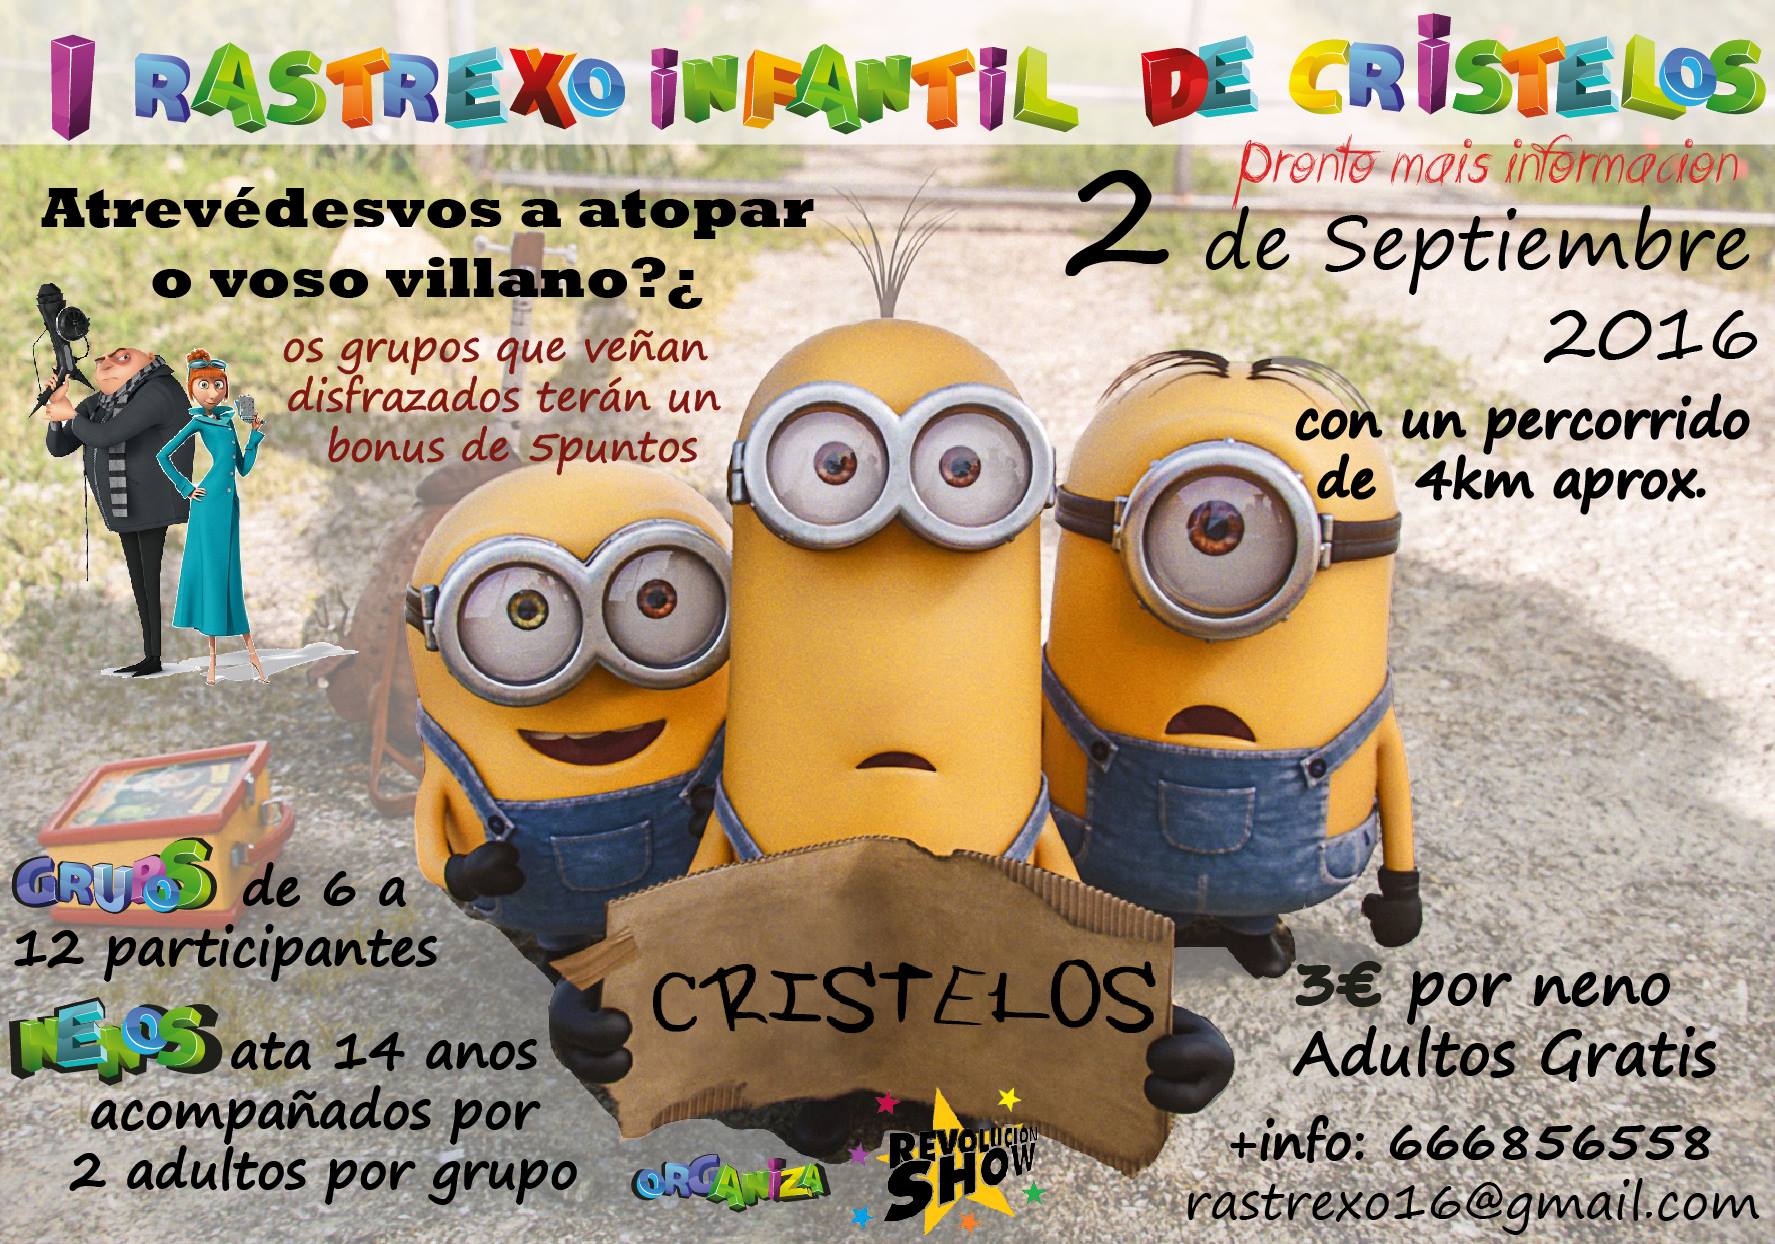 I RASTREXO INFANTIL DE CRISTELOS
Pronto mais informacion
Atrevédesvos a atopar
o voso villano?¿
os grupos que veñan
disfrazados terán un
bonus de 5puntos
2 de Septiembre
2016
con un percorrido
de 4km aprox.
GRUPOS de 6 a
12 participantes
NENOS ata 14 anos
acompañados por
2 adultos por grupo
CRISTELOS
ORGANIZA
REVOLUCION
SHOW
3€ por neno
Adultos Gratis
+info: 666856558
rastrexo16@gmail.com